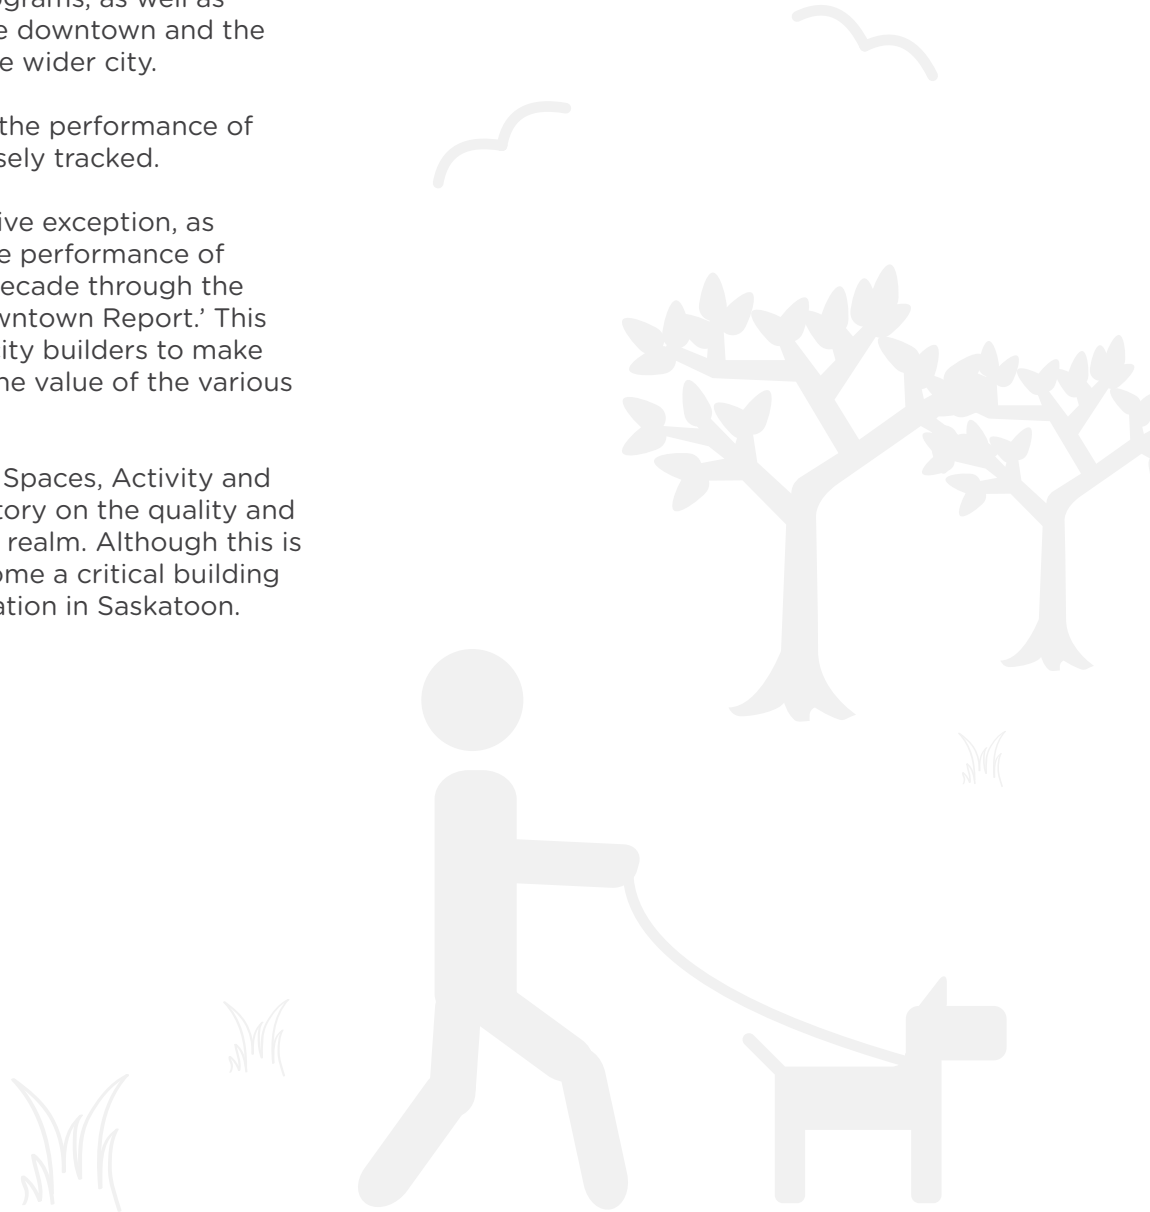 ograms, as well as
e downtown and the
e wider city.
the performance of
sely tracked.
ive exception, as
e performance of
ecade through the
wntown Report.’ This
city builders to make
he value of the various
Spaces, Activity and
tory on the quality and
realm. Although this is
ome a critical building
ation in Saskatoon.